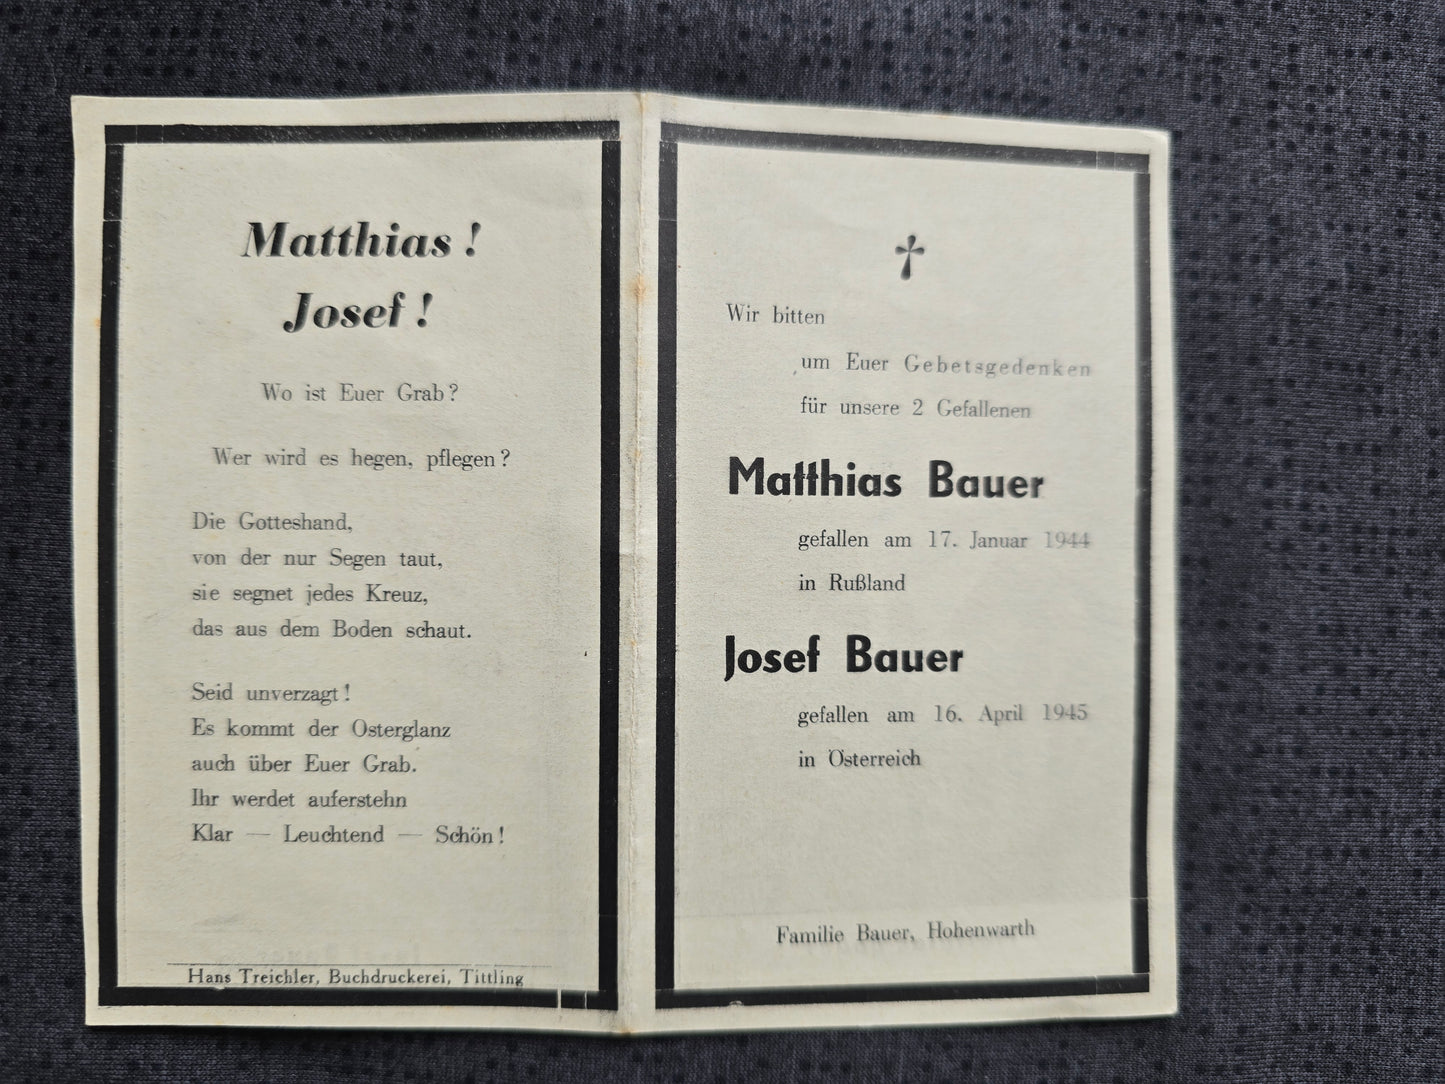 Matthias !
Josef !
Wo ist Euer Grab?
Wer wird es hegen, pflegen?
Die Gotteshand,
von der nur Segen taut,
sie segnet jedes Kreuz,
das aus dem Boden schaut.
Seid unverzagt!
Es kommt der Osterglanz
auch über Euer Grab.
Ihr werdet auferstehn
Klar — Leuchtend — Schön!
Hans Treichler, Buchdruckerei, Tittling
Wir bitten
um Euer Gebetsgedenken
für unsere 2 Gefallenen
Matthias Bauer
gefallen am 17. Januar 1944
in Rußland
Josef Bauer
gefallen am 16. April 1945
in Österreich
Familie Bauer, Hohenwarth